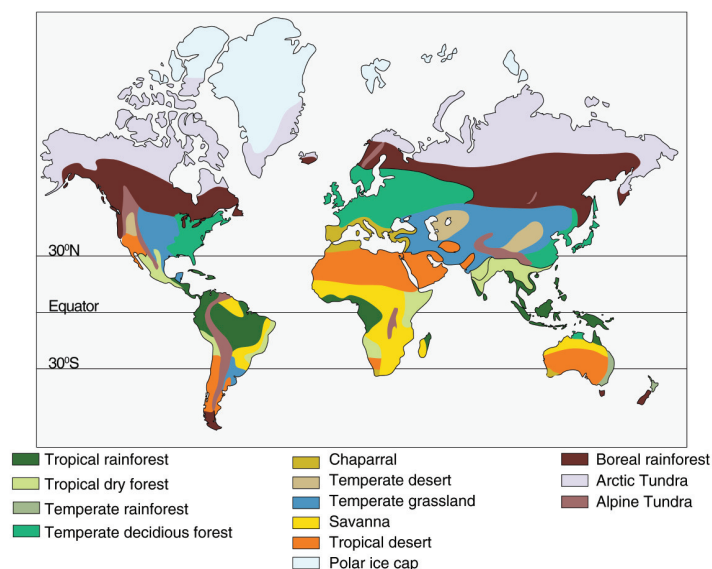 30ºN
Equator
30ºS
Tropical rainforest
Tropical dry forest
Temperate rainforest
Temperate decidious forest
Chaparral
Temperate desert
Temperate grassland
Savanna
Tropical desert
Polar ice cap
Boreal rainforest
Arctic Tundra
Alpine Tundra